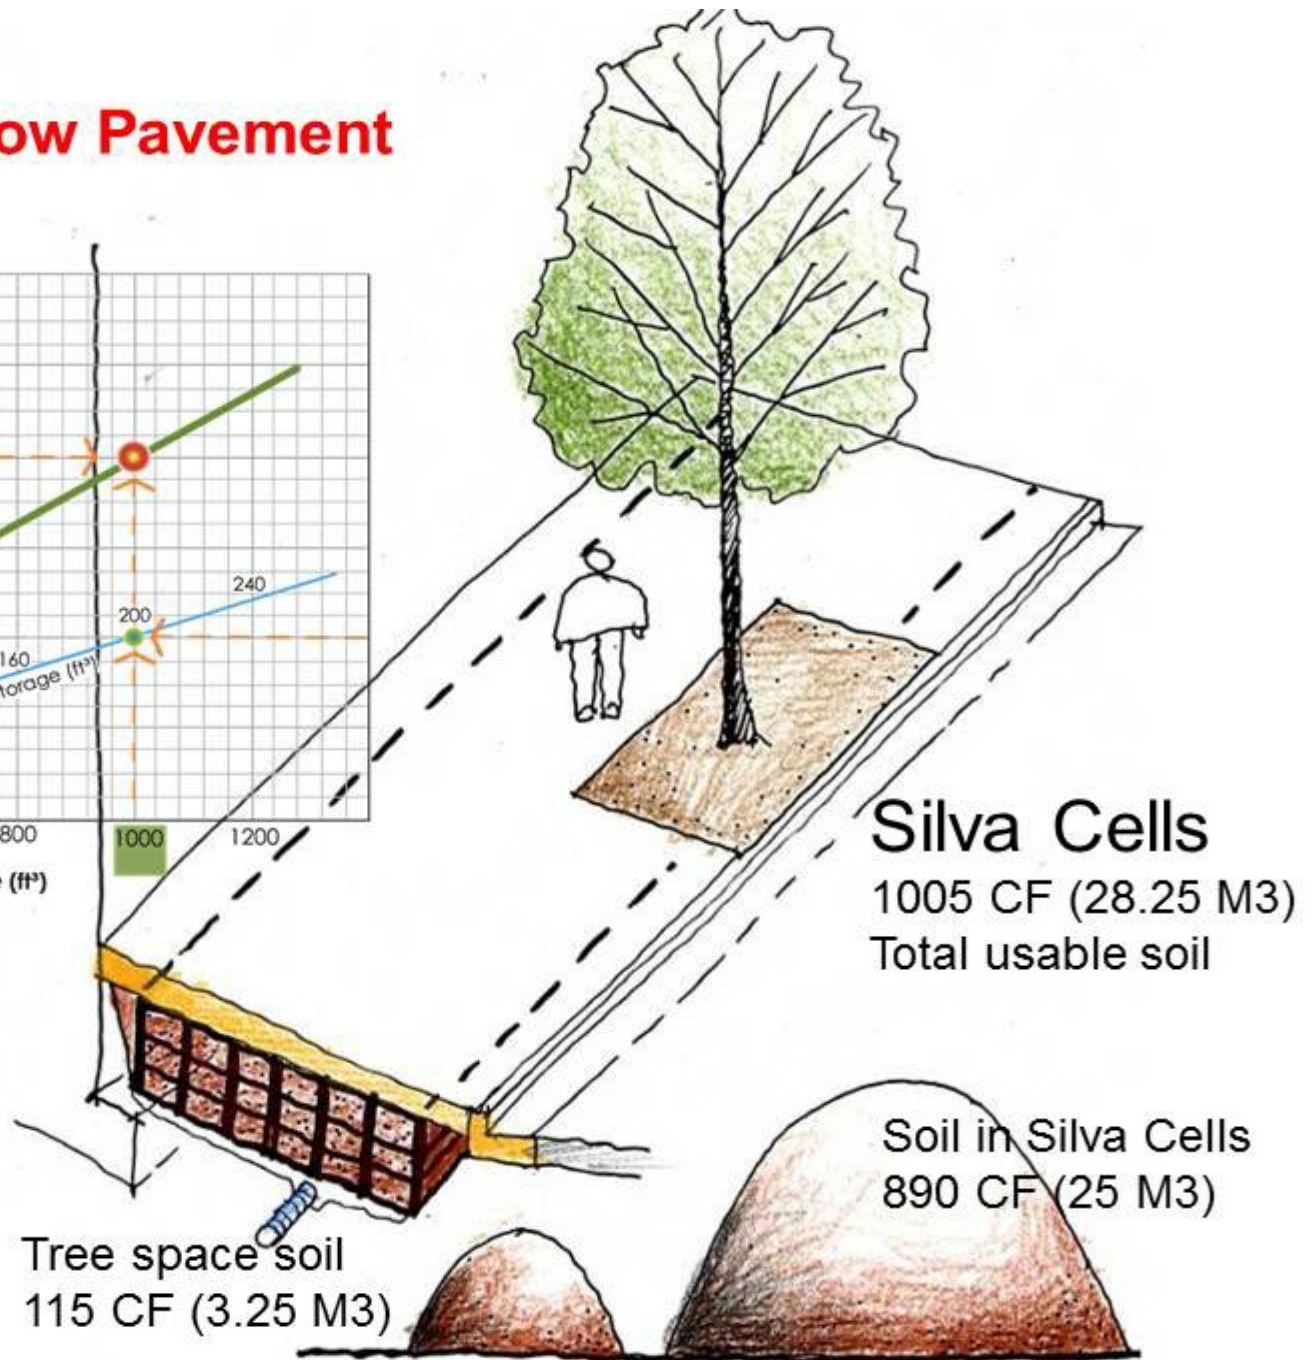 ow Pavement
240
200
160
torage (ft³)
800
1000
1200
(ft³)
Silva Cells
1005 CF (28.25 M3)
Total usable soil
Soil in Silva Cells
890 CF (25 M3)
Tree space soil
115 CF (3.25 M3)